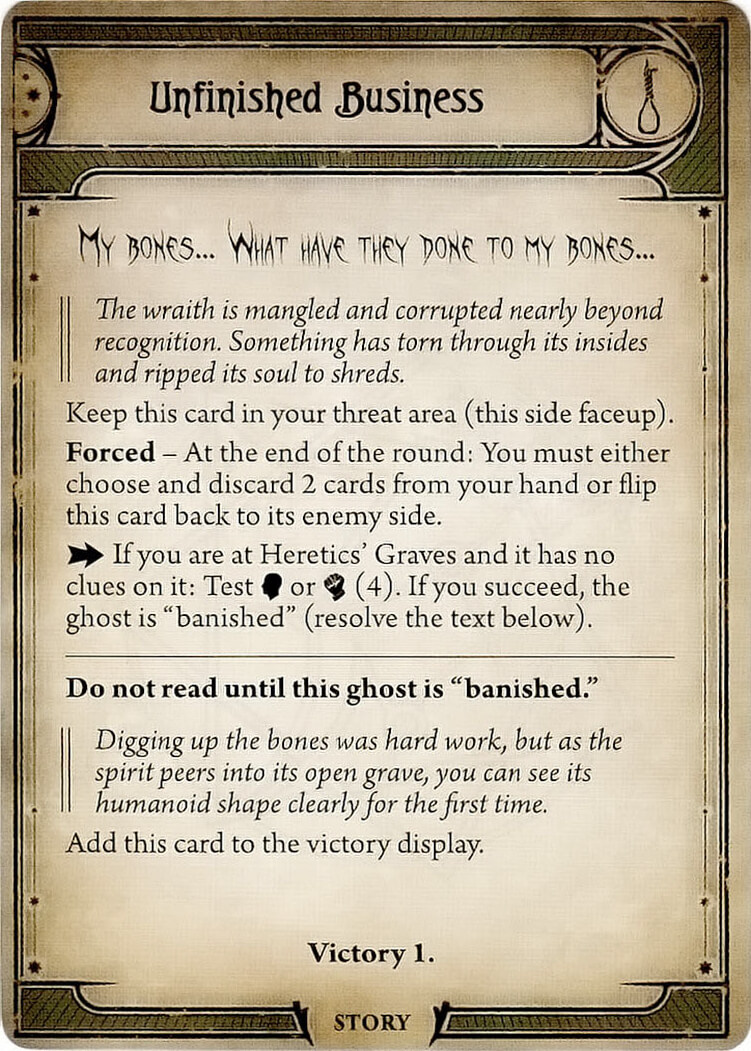 Unfinished Business
My bones... What have they done to my bones...
The wraith is mangled and corrupted nearly beyond
recognition. Something has torn through its insides
and ripped its soul to shreds.
Keep this card in your threat area (this side faceup).
Forced – At the end of the round: You must either
choose and discard 2 cards from your hand or flip
this card back to its enemy side.
If you are at Heretics’ Graves and it has no
clues on it: Test or (4). If you succeed, the
ghost is “banished” (resolve the text below).
Do not read until this ghost is “banished.”
Digging up the bones was hard work, but as the
spirit peers into its open grave, you can see its
humanoid shape clearly for the first time.
Add this card to the victory display.
Victory 1.
STORY